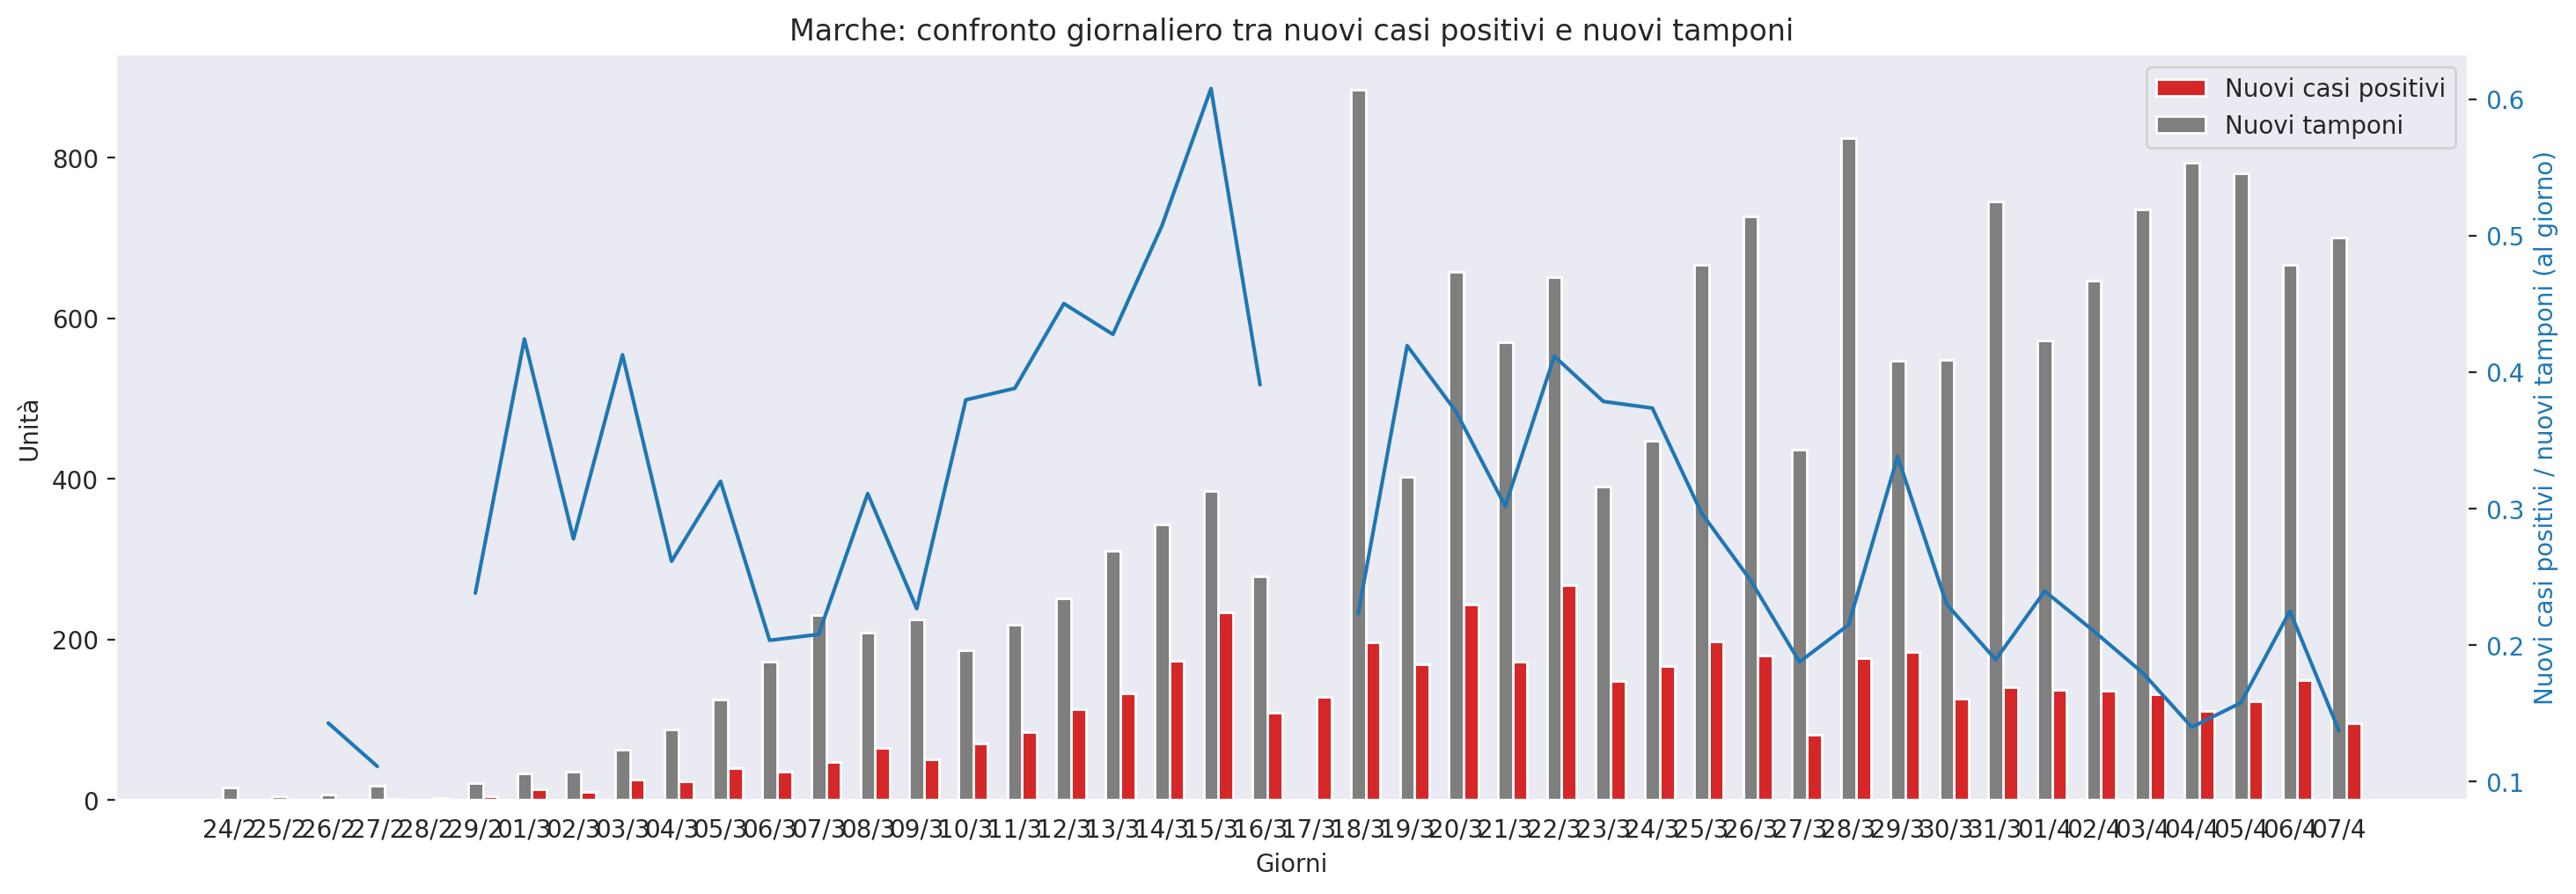 Marche: confronto giornaliero tra nuovi casi positivi e nuovi tamponi
Nuovi casi positivi
Nuovi tamponi
800
600
400
200
0
Unità
0.6
0.5
0.4
0.3
0.2
0.1
Nuovi casi positivi / nuovi tamponi (al giorno)
24/2 25/2 26/2 27/2 28/2 29/2 01/3 02/3 03/3 04/3 05/3 06/3 07/3 08/3 09/3 10/3 11/3 12/3 13/3 14/3 15/3 16/3 17/3 18/3 19/3 20/3 21/3 22/3 23/3 24/3 25/3 26/3 27/3 28/3 29/3 30/3 31/3 01/4 02/4 03/4 04/4 05/4 06/4 07/4
Giorni